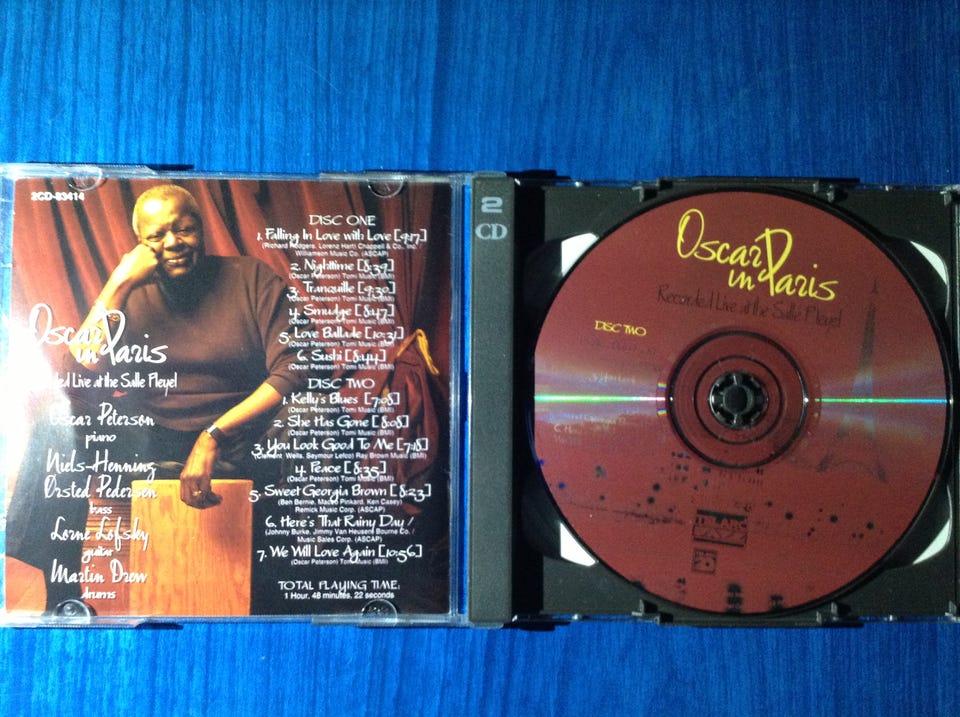 2CD-83414
Oscar
in Paris
Live at the Salle Pleyel
Oscar Peterson
piano
Niels-Henning
Ørsted Pedersen
bass
Lorne Lofsky
guitar
Martin Drew
drums
DISC ONE
1. Falling In Love with Love [9:17]
(Richard Rodgers, Lorenz Hart) Chappell & Co., Inc.
Williamson Music Co. (ASCAP)
2. Nighttime [8:39]
(Oscar Peterson) Tomi Music (BMI)
3. Tranquille [9:30]
(Oscar Peterson) Tomi Music (BMI)
4. Smudge [8:47]
(Oscar Peterson) Tomi Music (BMI)
5. Love Ballade [10:31]
(Oscar Peterson) Tomi Music (BMI)
6. Sushi [8:44]
(Oscar Peterson) Tomi Music (BMI)
DISC TWO
1. Kelly's Blues [7:08]
(Oscar Peterson) Tomi Music (BMI)
2. She Has Gone [8:08]
(Oscar Peterson) Tomi Music (BMI)
3. You Look Good To Me [7:18]
(Clement Wells, Seymour Lefco) Ray Brown Music (BMI)
4. Peace [8:35]
(Oscar Peterson) Tomi Music (BMI)
5. Sweet Georgia Brown [8:23]
(Ben Bernie, Maceo Pinkard, Ken Casey)
Remick Music Corp. (ASCAP)
6. Here's That Rainy Day /
(Johnny Burke, Jimmy Van Heusen) Bourne Co. /
Music Sales Corp. (ASCAP)
7. We Will Love Again [10:56]
(Oscar Peterson) Tomi Music (BMI)
TOTAL PLAYING TIME:
1 Hour, 48 minutes, 22 seconds
2
CD
Oscar
in Paris
Recorded Live at the Salle Pleyel
DISC TWO
TELARC
JAZZ